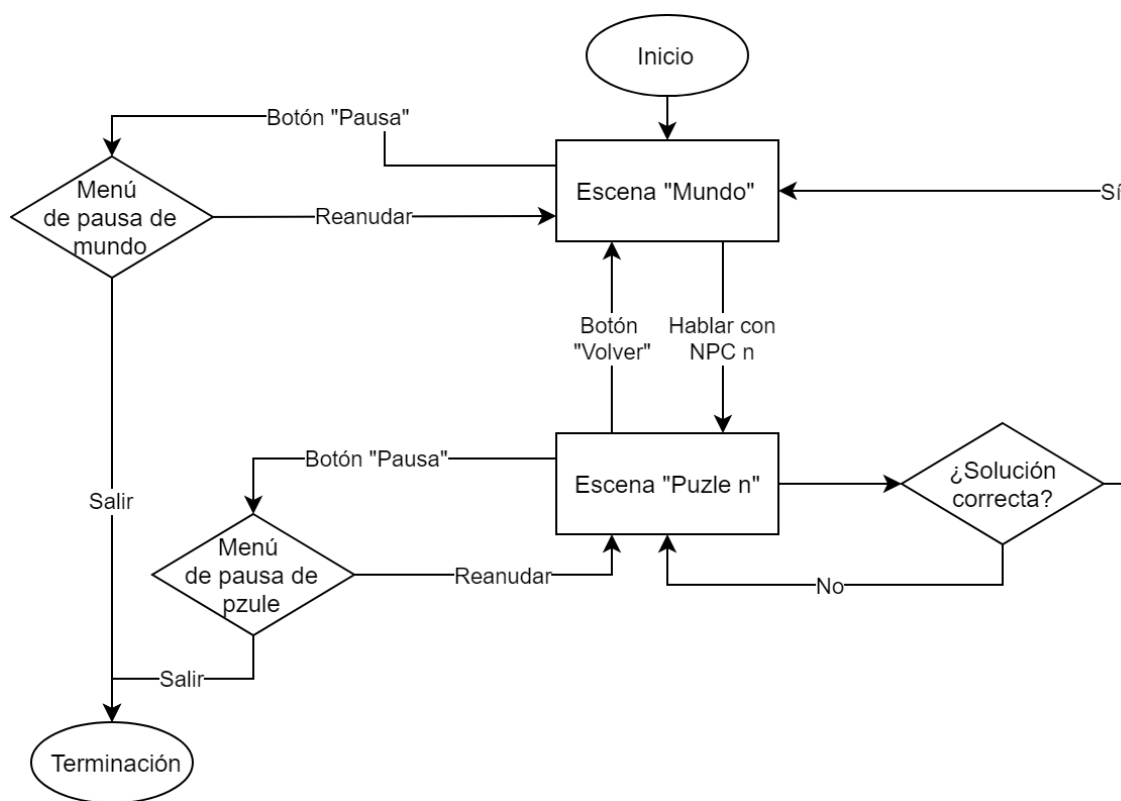 Inicio
Botón "Pausa"
Menú
de pausa de
mundo
Escena "Mundo"
Sí
Reanudar
Botón
"Volver"
Hablar con
NPC n
Botón "Pausa"
Escena "Puzle n"
¿Solución
correcta?
Salir
Menú
de pausa de
pzule
Reanudar
No
Salir
Terminación